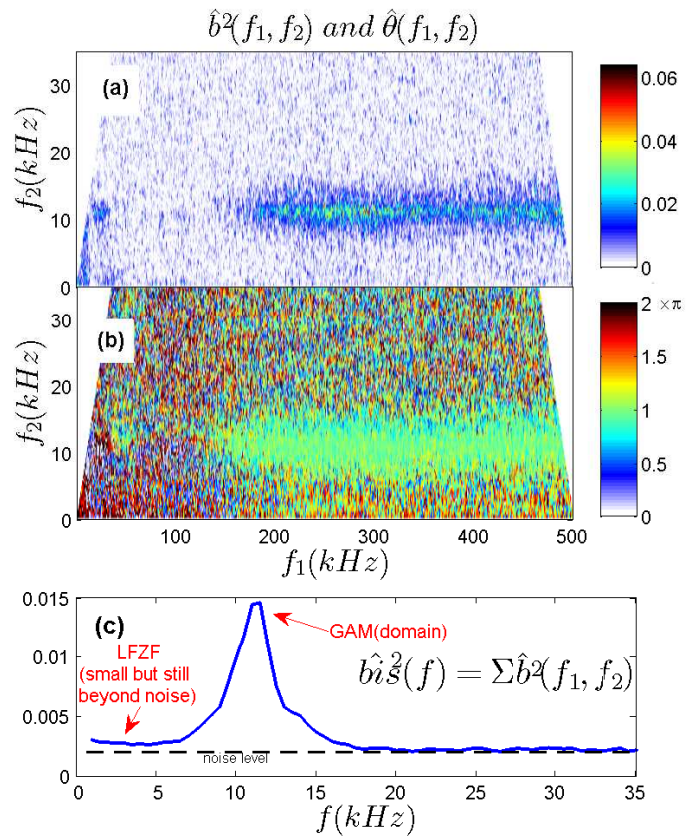 b̂²(f₁, f₂) and θ̂(f₁, f₂)
(a)
f₂(kHz)
30
20
10
0
0.06
0.04
0.02
0
(b)
f₂(kHz)
30
20
10
0
2 ×π
1.5
1
0.5
0
100 200 300 400 500
f₁(kHz)
(c)
0.015
0.01
0.005
0
LFZF
(small but still
beyond noise)
GAM(domain)
bîs²(f) = Σb̂²(f₁, f₂)
noise level
0 5 10 15 20 25 30 35
f(kHz)